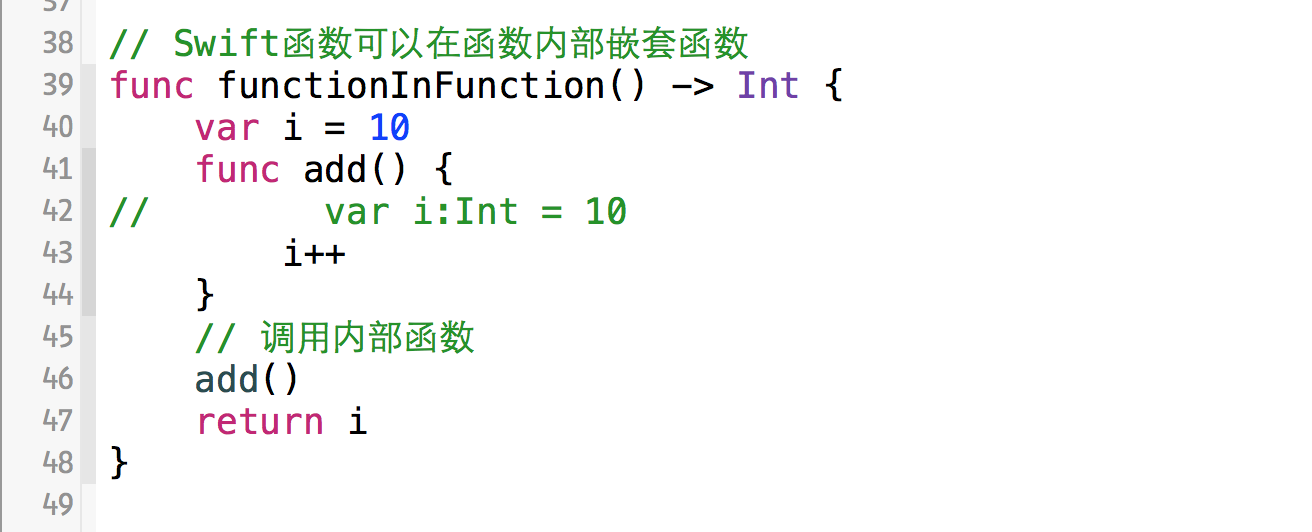 37
38 // Swift函数可以在函数内部嵌套函数
39 func functionInFunction() -> Int {
40     var i = 10
41     func add() {
42 //        var i:Int = 10
43         i++
44     }
45     // 调用内部函数
46     add()
47     return i
48 }
49